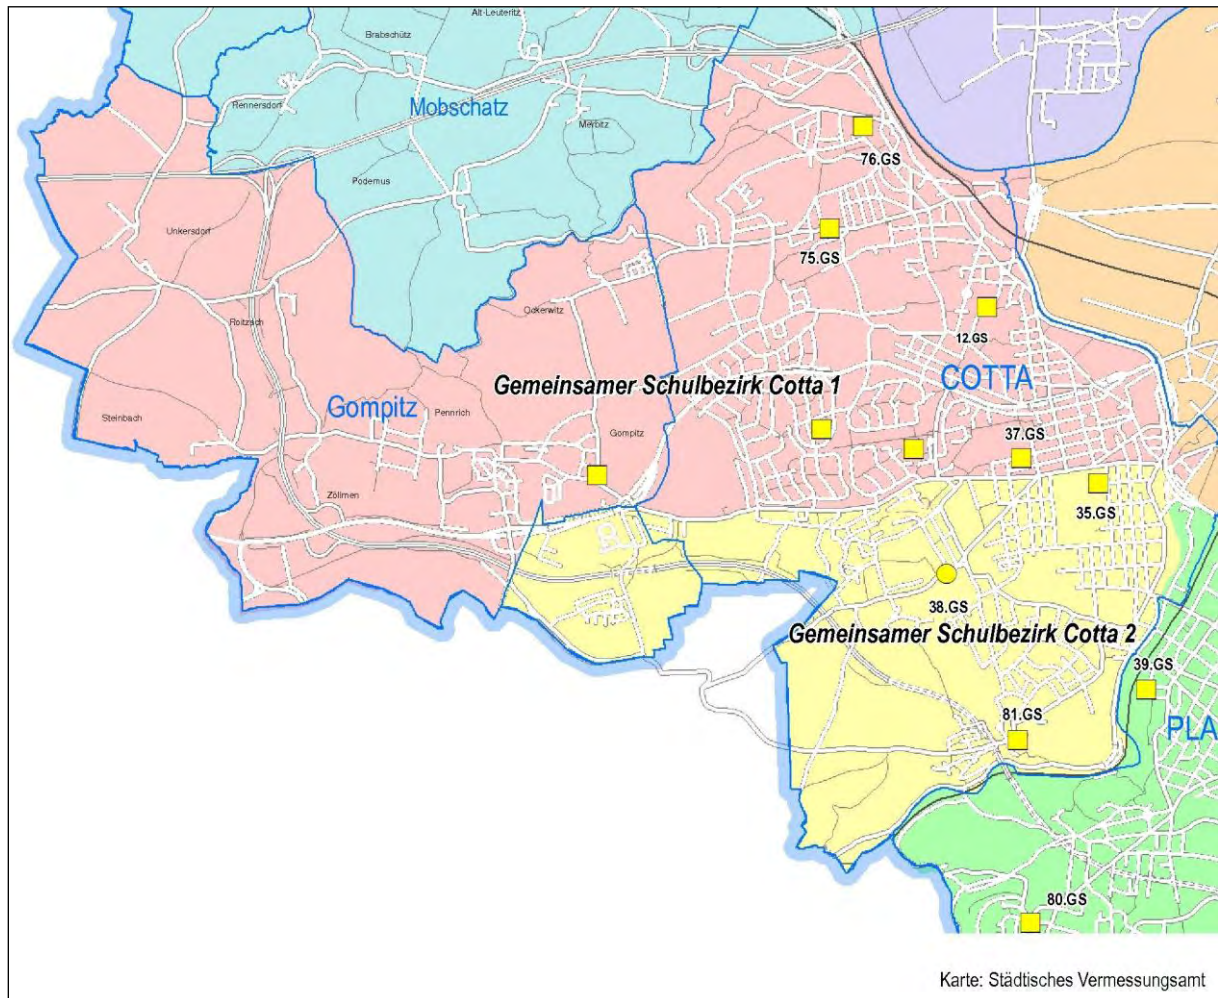 Alt-Leuteritz
Brabschütz
Rennersdorf
Mobschatz
Merbitz
76.GS
Podemus
Unkersdorf
75.GS
Ockerwitz
Roitzsch
12.GS
Gemeinsamer Schulbezirk Cotta 1
COTTA
Gompitz
Steinbach
Pennrich
Gompitz
37.GS
Zöllmen
35.GS
38.GS
Gemeinsamer Schulbezirk Cotta 2
39.GS
81.GS
PLA
80.GS
Karte: Städtisches Vermessungsamt